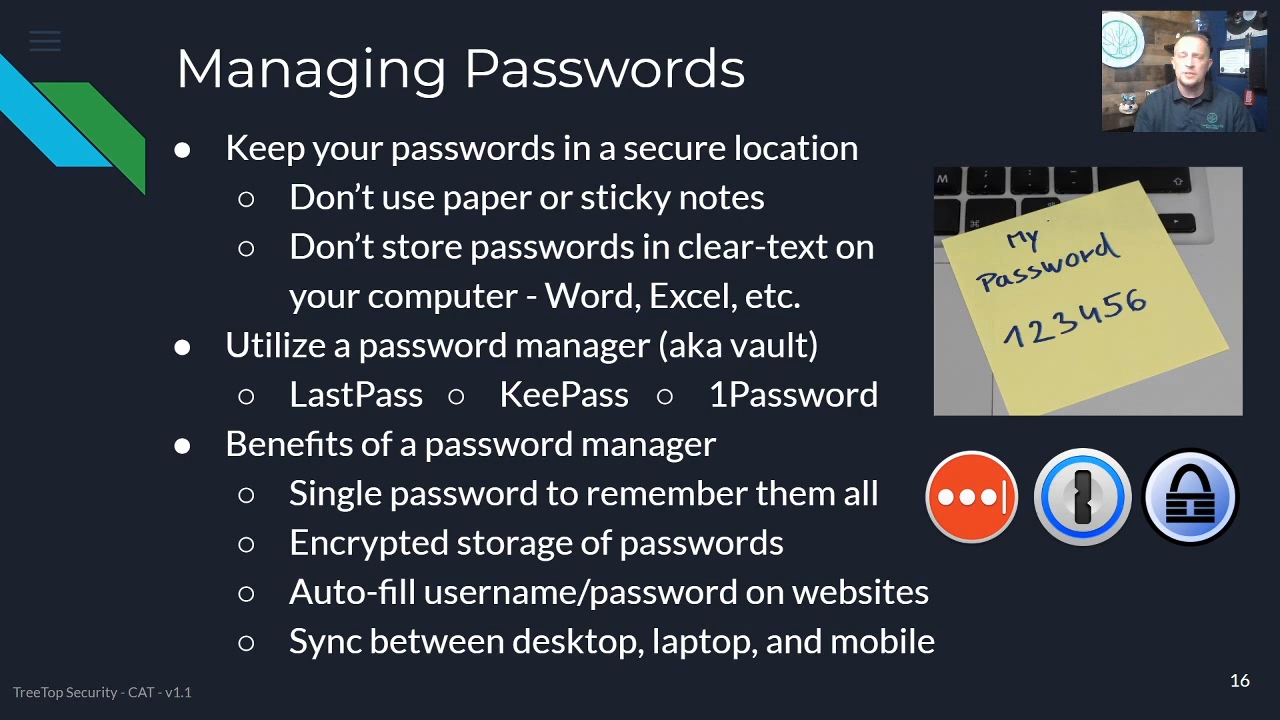 Managing Passwords
● Keep your passwords in a secure location
○ Don’t use paper or sticky notes
○ Don’t store passwords in clear-text on
your computer - Word, Excel, etc.
● Utilize a password manager (aka vault)
○ LastPass ○ KeePass ○ 1Password
● Benefits of a password manager
○ Single password to remember them all
○ Encrypted storage of passwords
○ Auto-fill username/password on websites
○ Sync between desktop, laptop, and mobile
My
Password
123456
16
TreeTop Security - CAT - v1.1